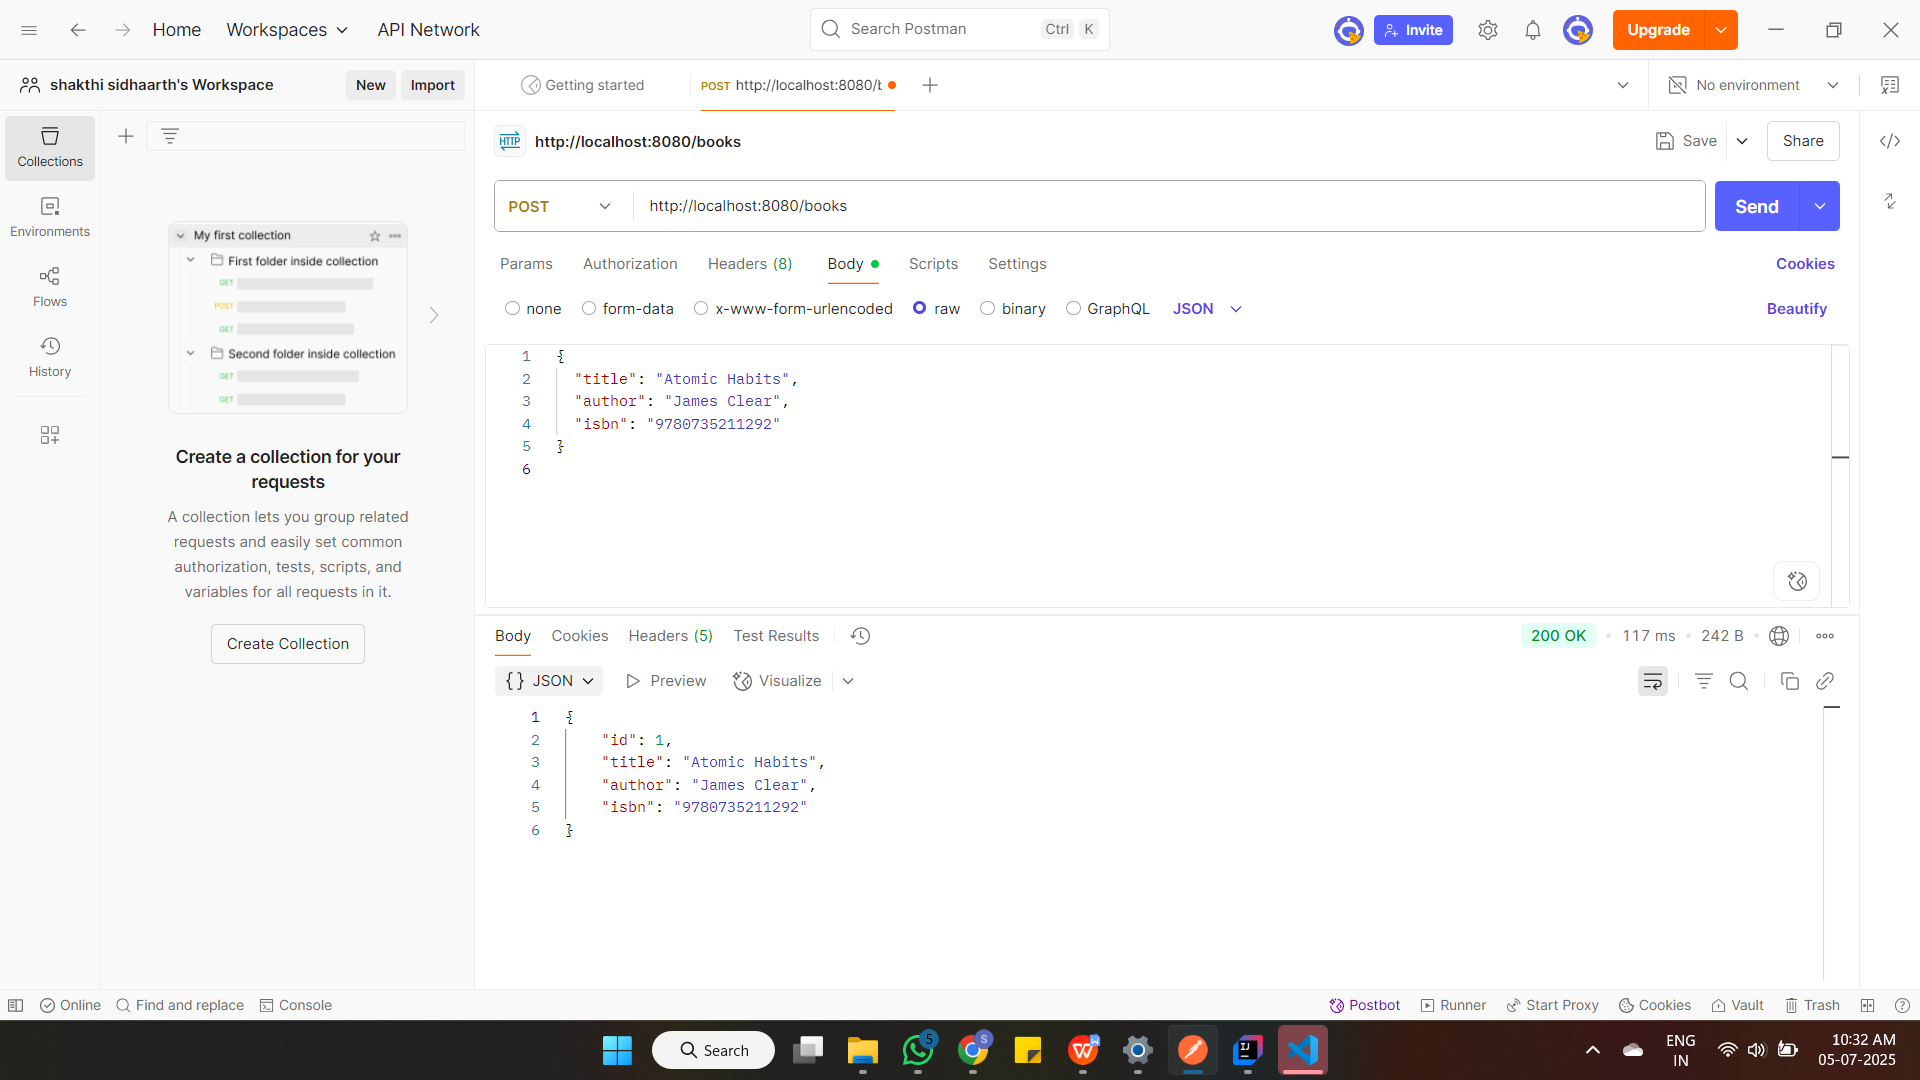 Home Workspaces API Network Search Postman Ctrl K Invite Upgrade
shakthi sidhaarth's Workspace New Import
Getting started POST http://localhost:8080/b No environment
Collections
Environments
Flows
History
My first collection
First folder inside collection
GET
POST
GET
Second folder inside collection
GET
GET
Create a collection for your
requests
A collection lets you group related
requests and easily set common
authorization, tests, scripts, and
variables for all requests in it.
Create Collection
HTTP http://localhost:8080/books Save Share
POST http://localhost:8080/books Send
Params Authorization Headers (8) Body Scripts Settings Cookies
none form-data x-www-form-urlencoded raw binary GraphQL JSON Beautify
1 {
2 "title": "Atomic Habits",
3 "author": "James Clear",
4 "isbn": "9780735211292"
5 }
6
Body Cookies Headers (5) Test Results 200 OK 117 ms 242 B
{} JSON Preview Visualize
1 {
2 "id": 1,
3 "title": "Atomic Habits",
4 "author": "James Clear",
5 "isbn": "9780735211292"
6 }
Online Find and replace Console Postbot Runner Start Proxy Cookies Vault Trash
Search 5 S W IJ ENG 10:32 AM
IN 05-07-2025